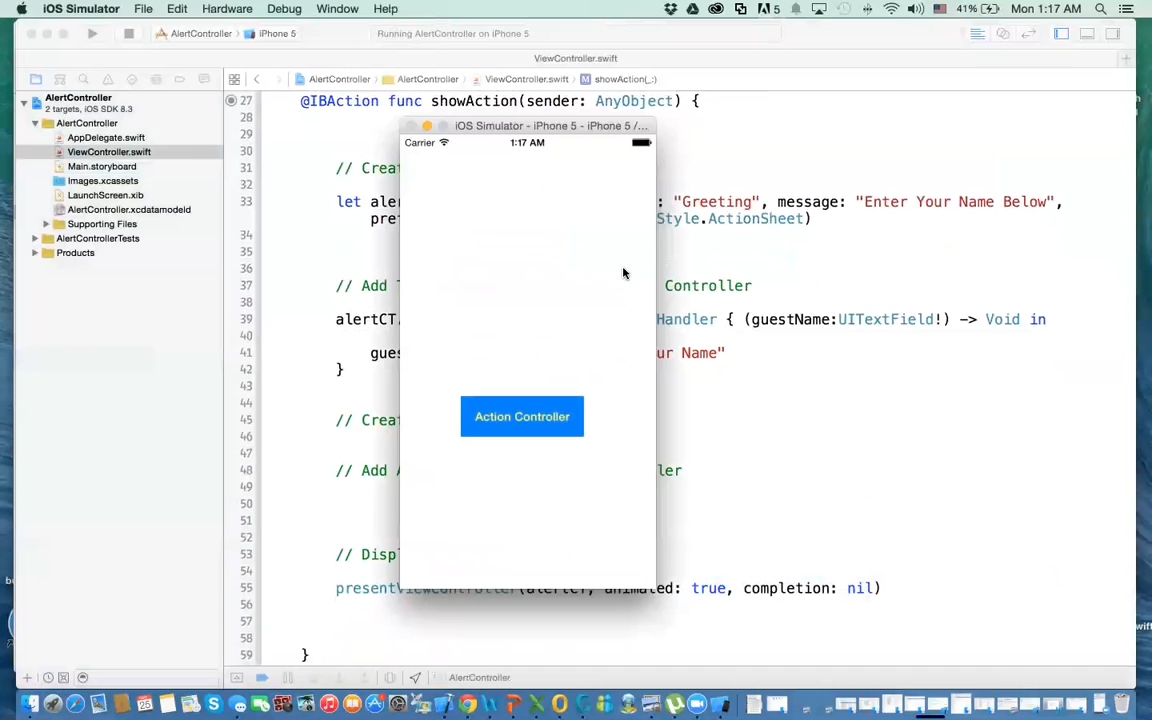 iOS Simulator File Edit Hardware Debug Window Help 5 41% Mon 1:17 AM
AlertController iPhone 5 Running AlertController on iPhone 5
ViewController.swift
AlertController AlertController ViewController.swift M showAction(_:)
AlertController
2 targets, iOS SDK 8.3
AlertController
AppDelegate.swift
ViewController.swift
Main.storyboard
Images.xcassets
LaunchScreen.xib
AlertController.xcdatamodeld
Supporting Files
AlertControllerTests
Products
27 @IBAction func showAction(sender: AnyObject) {
28
29
30
31 // Crea
32
33 let aler : "Greeting", message: "Enter Your Name Below",
pref Style.ActionSheet)
34
35
36
37 // Add T Controller
38
39 alertCT. Handler { (guestName:UITextField!) -> Void in
40
41 gues ur Name"
42 }
43
44
45 // Crea
46
47
48 // Add A ller
49
50
51
52
53 // Disp
54
55 presentViewController(alertCT, animated: true, completion: nil)
56
57
58
59 }
iOS Simulator - iPhone 5 - iPhone 5 /...
Carrier 1:17 AM
Action Controller
AlertController